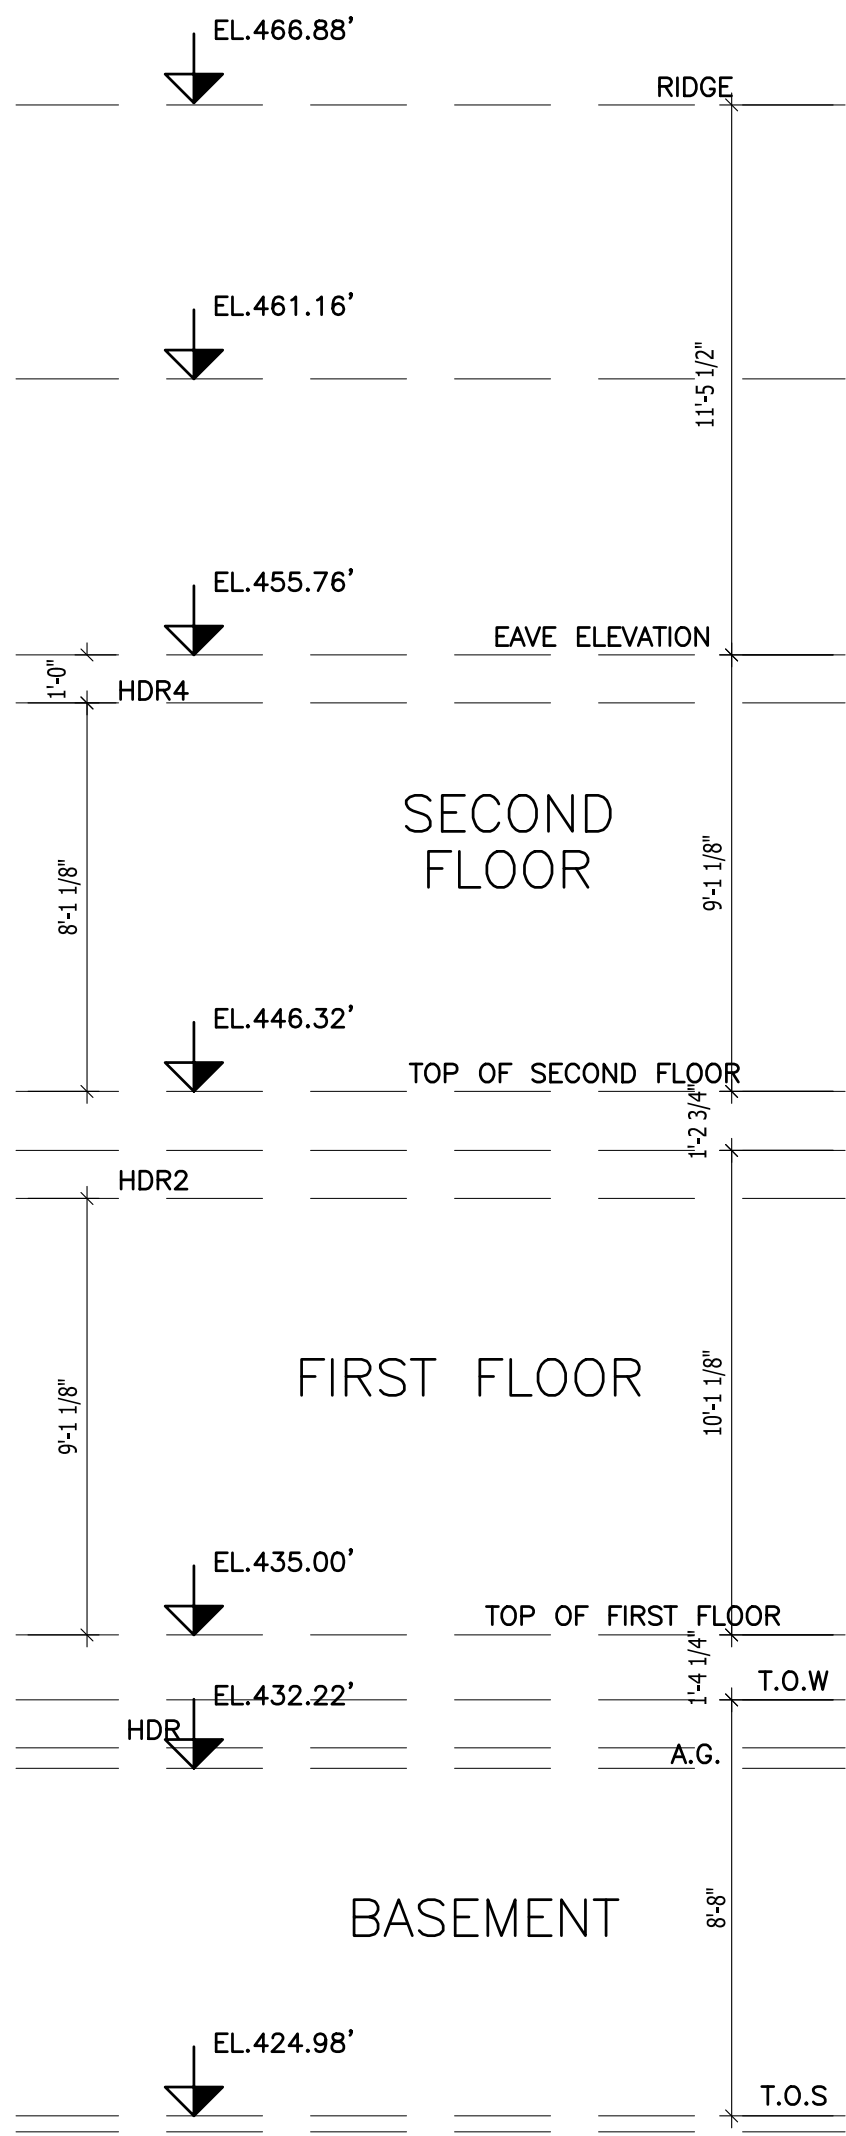 EL.466.88'
RIDGE
EL.461.16'
11'-5 1/2"
EL.455.76'
EAVE ELEVATION
1'-0"
HDR4
SECOND
FLOOR
8'-1 1/8"
9'-1 1/8"
EL.446.32'
TOP OF SECOND FLOOR
1'-2 3/4"
HDR2
FIRST FLOOR
9'-1 1/8"
10'-1 1/8"
EL.435.00'
TOP OF FIRST FLOOR
1'-4 1/4"
T.O.W
EL.432.22'
HDR
A.G.
BASEMENT
8'-8"
EL.424.98'
T.O.S